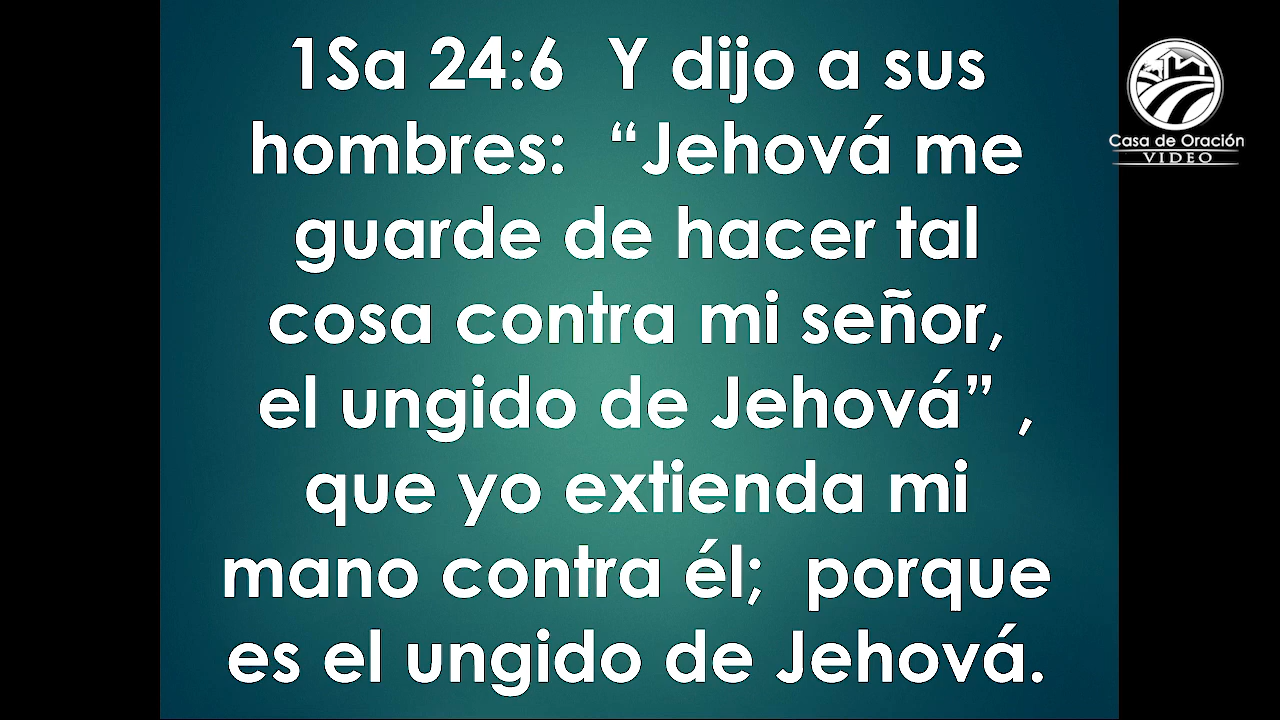 1Sa 24:6  Y dijo a sus
hombres:  “Jehová me
guarde de hacer tal
cosa contra mi señor,
el ungido de Jehová” ,
que yo extienda mi
mano contra él;  porque
es el ungido de Jehová.
Casa de Oración
VIDEO